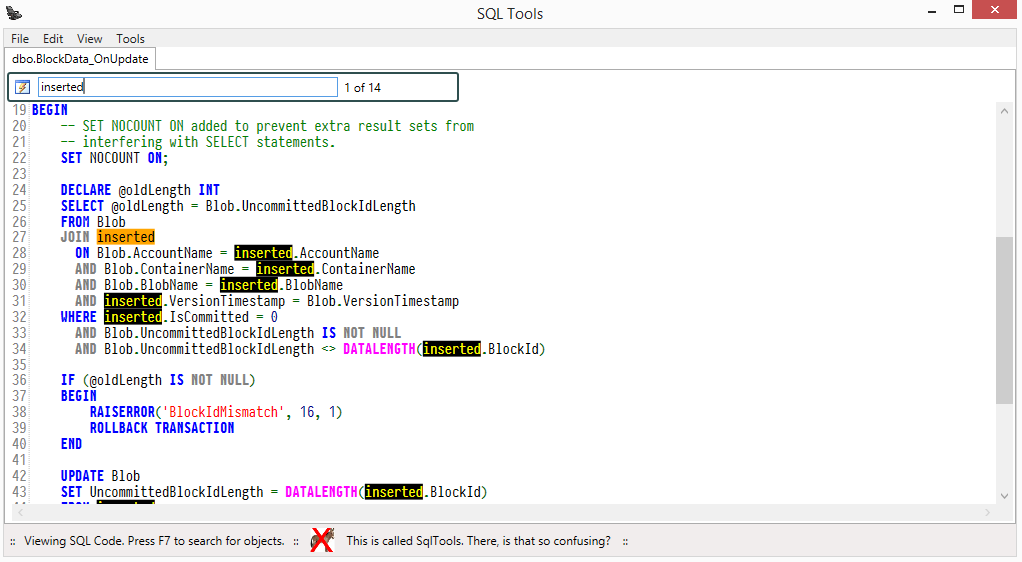 SQL Tools
File Edit View Tools
dbo.BlockData_OnUpdate
inserted 1 of 14
19 BEGIN
20     -- SET NOCOUNT ON added to prevent extra result sets from
21     -- interfering with SELECT statements.
22     SET NOCOUNT ON;
23
24     DECLARE @oldLength INT
25     SELECT @oldLength = Blob.UncommittedBlockIdLength
26     FROM Blob
27     JOIN inserted
28       ON Blob.AccountName = inserted.AccountName
29       AND Blob.ContainerName = inserted.ContainerName
30       AND Blob.BlobName = inserted.BlobName
31       AND inserted.VersionTimestamp = Blob.VersionTimestamp
32     WHERE inserted.IsCommitted = 0
33       AND Blob.UncommittedBlockIdLength IS NOT NULL
34       AND Blob.UncommittedBlockIdLength <> DATALENGTH(inserted.BlockId)
35
36     IF (@oldLength IS NOT NULL)
37     BEGIN
38         RAISERROR('BlockIdMismatch', 16, 1)
39         ROLLBACK TRANSACTION
40     END
41
42     UPDATE Blob
43     SET UncommittedBlockIdLength = DATALENGTH(inserted.BlockId)
:: Viewing SQL Code. Press F7 to search for objects. :: This is called SqlTools. There, is that so confusing? ::